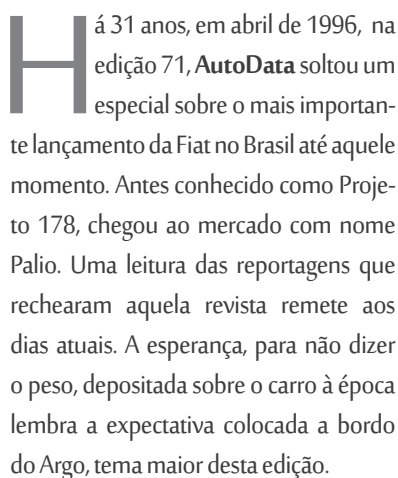 Há 31 anos, em abril de 1996, na
edição 71, AutoData soltou um
especial sobre o mais importan-
te lançamento da Fiat no Brasil até aquele
momento. Antes conhecido como Proje-
to 178, chegou ao mercado com nome
Palio. Uma leitura das reportagens que
rechearam aquela revista remete aos
dias atuais. A esperança, para não dizer
o peso, depositada sobre o carro à época
lembra a expectativa colocada a bordo
do Argo, tema maior desta edição.